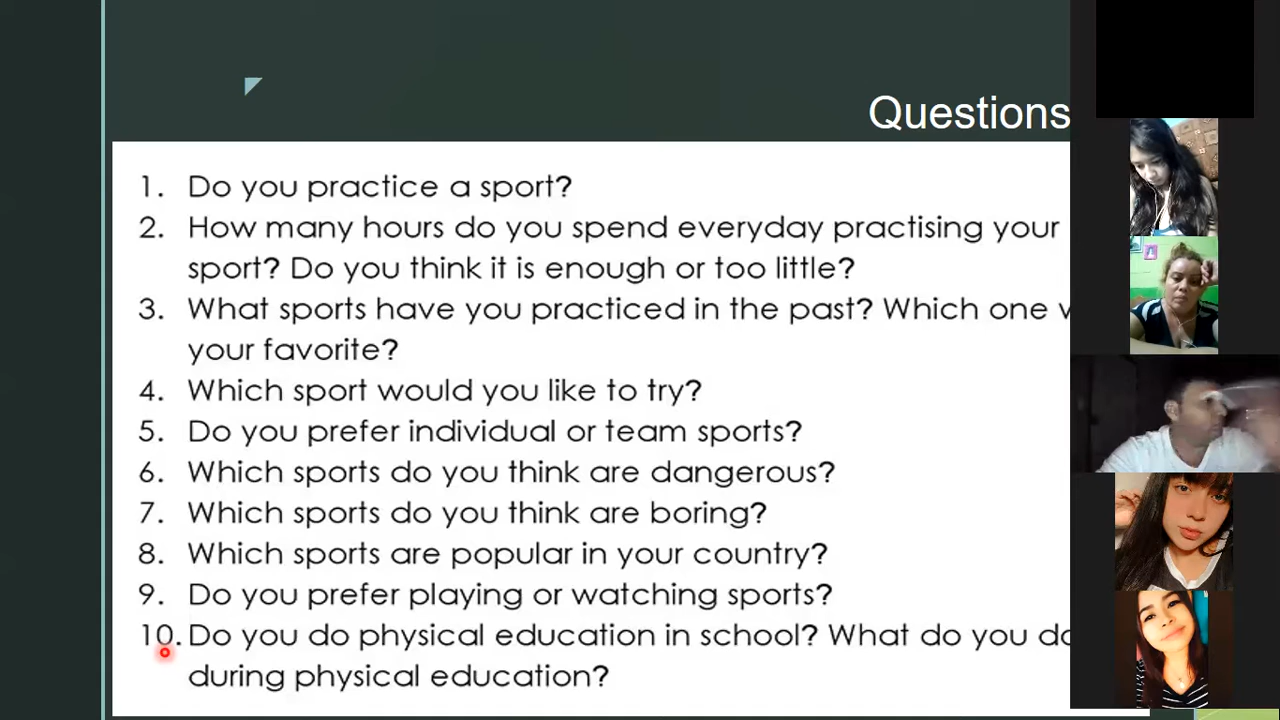 Questions
1. Do you practice a sport?
2. How many hours do you spend everyday practising your
sport? Do you think it is enough or too little?
3. What sports have you practiced in the past? Which one
your favorite?
4. Which sport would you like to try?
5. Do you prefer individual or team sports?
6. Which sports do you think are dangerous?
7. Which sports do you think are boring?
8. Which sports are popular in your country?
9. Do you prefer playing or watching sports?
10. Do you do physical education in school? What do you do
during physical education?